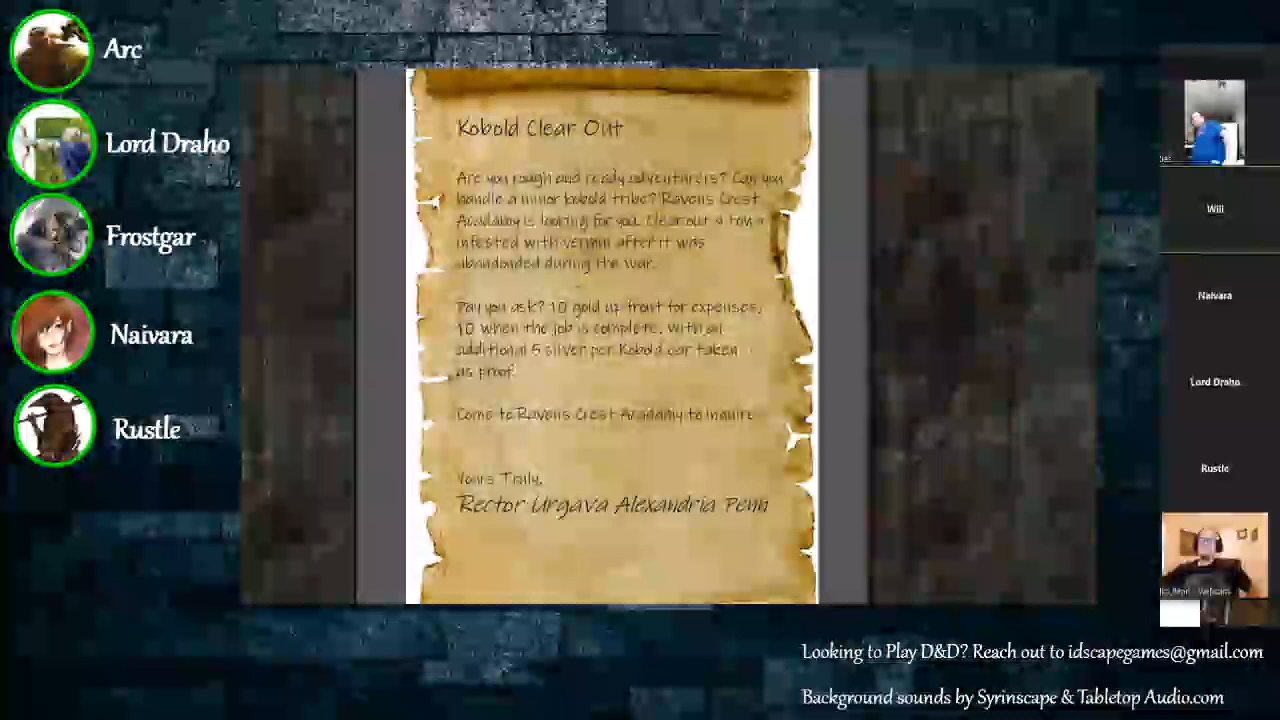 Arc
Lord Draho
Frostgar
Naivara
Rustle
Kobold Clear Out
Are you rough and ready adventurers? Can you
handle a minor kobold tribe? Ravens Crest
Acadamy is looking for you. Clear out a town
infested with vermin after it was
abandonded during the war.
Pay you ask? 10 gold up front for expenses,
10 when the job is complete. With an
additional 5 silver per Kobold ear taken
as proof.
Come to Ravens Crest Acadamy to inquire
Yours Truly,
Rector Urgava Alexandria Penn
Will
Naivara
Lord Draho
Rustle
Looking to Play D&D? Reach out to idscapegames@gmail.com
Background sounds by Syrinscape & Tabletop Audio.com